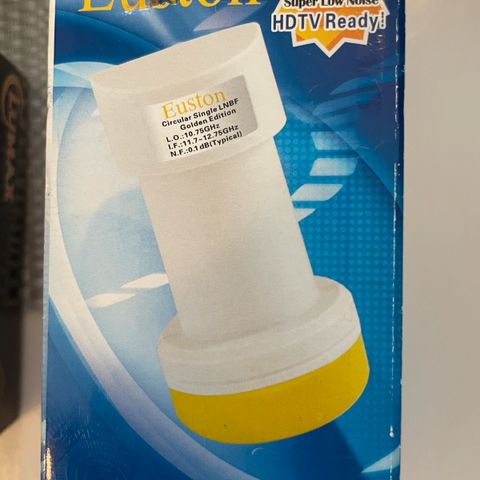 Euston
Super Low Noise
HDTV Ready!
Euston
Circular Single LNBF
Golden Edition
L.O.:10.75GHz
I.F.:11.7~12.75GHz
N.F.:0.1dB(Typical)